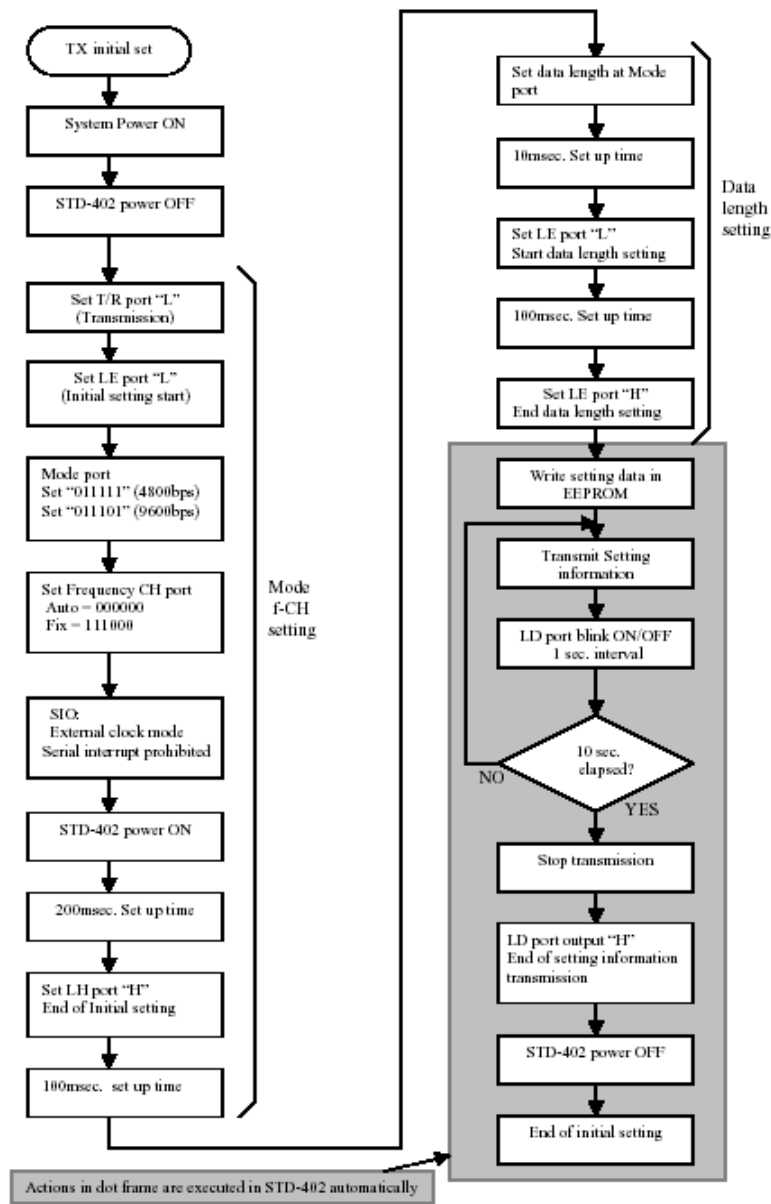 TX initial set
System Power ON
STD-402 power OFF
Set T/R port “L”
(Transmission)
Set LE port “L”
(Initial setting start)
Mode port
Set “011111” (4800bps)
Set “011101” (9600bps)
Set Frequency CH port
Auto = 000000
Fix = 111000
SIO:
External clock mode
Serial interrupt prohibited
STD-402 power ON
200msec. Set up time
Set LH port “H”
End of Initial setting
100msec. set up time
Mode
f-CH
setting
Set data length at Mode
port
10msec. Set up time
Set LE port “L”
Start data length setting
100msec. Set up time
Set LE port “H”
End data length setting
Data
length
setting
Write setting data in
EEPROM
Transmit Setting
information
LD port blink ON/OFF
1 sec. interval
10 sec.
elapsed?
NO
YES
Stop transmission
LD port output “H”
End of setting information
transmission
STD-402 power OFF
End of initial setting
Actions in dot frame are executed in STD-402 automatically